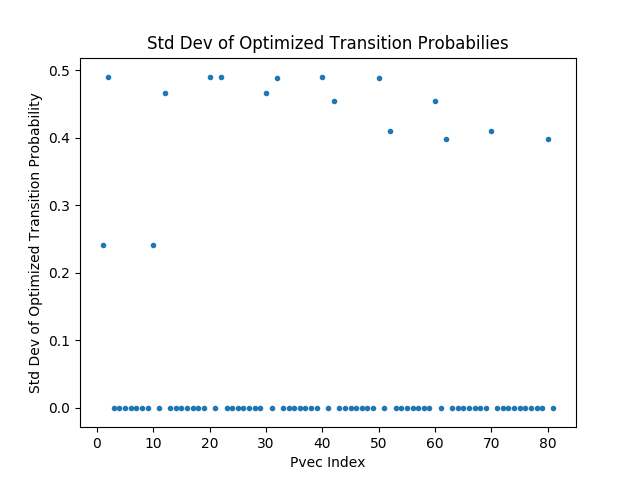 Std Dev of Optimized Transition Probabilies
Std Dev of Optimized Transition Probability
0.5
0.4
0.3
0.2
0.1
0.0
0 10 20 30 40 50 60 70 80
Pvec Index